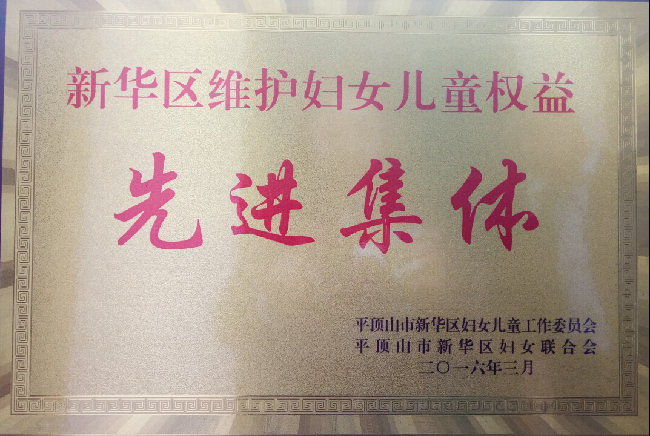 新华区维护妇女儿童权益
先进集体
平顶山市新华区妇女儿童工作委员会
平顶山市新华区妇女联合会
二〇一六年三月